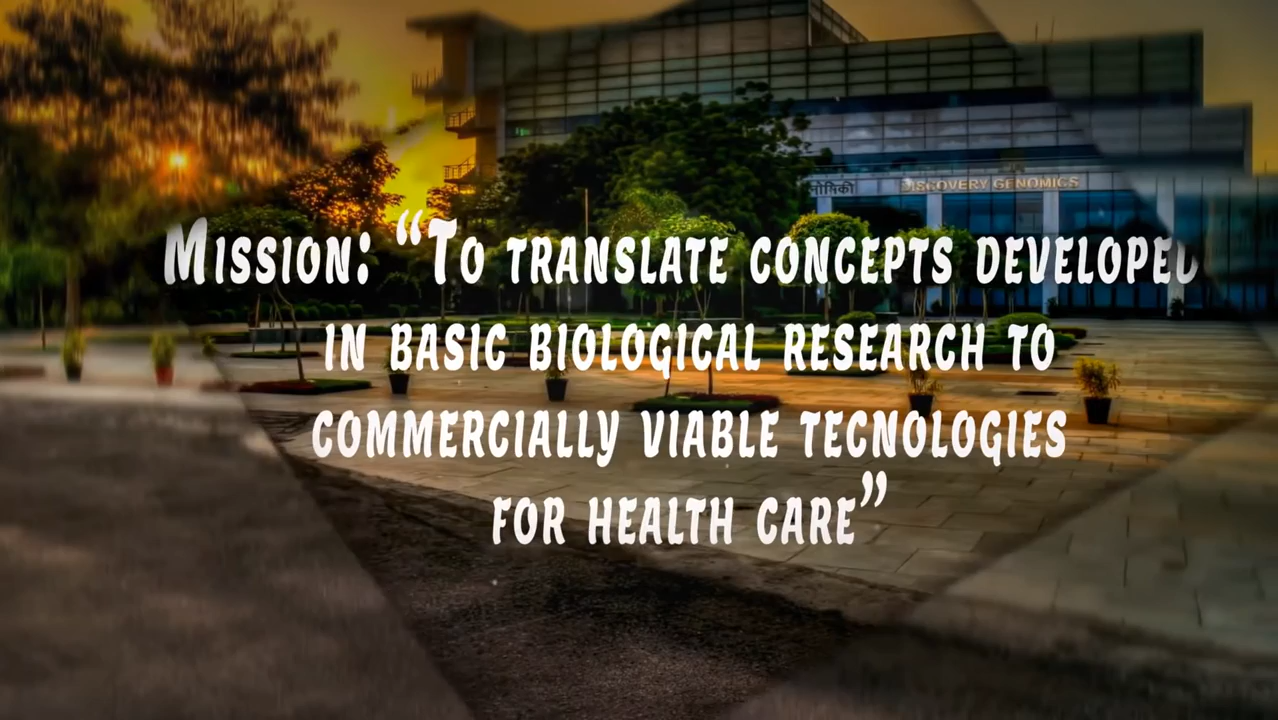 नोमिकी DISCOVERY GENOMICS
Mission: “To translate concepts developed
in basic biological research to
commercially viable tecnologies
for health care”